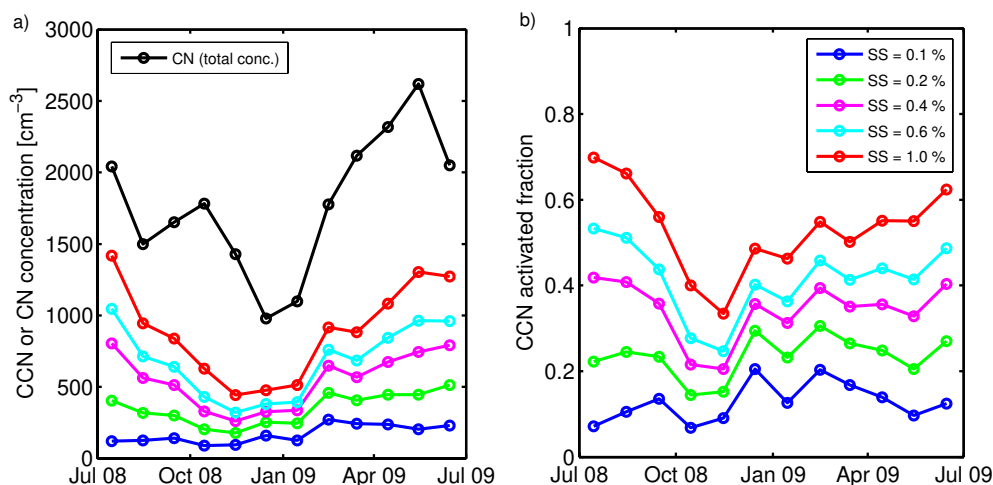 a)
3000
2500
2000
1500
1000
500
0
CCN or CN concentration [cm−3]
CN (total conc.)
Jul 08
Oct 08
Jan 09
Apr 09
Jul 09
b)
1
0.8
0.6
0.4
0.2
0
CCN activated fraction
SS = 0.1 %
SS = 0.2 %
SS = 0.4 %
SS = 0.6 %
SS = 1.0 %
Jul 08
Oct 08
Jan 09
Apr 09
Jul 09